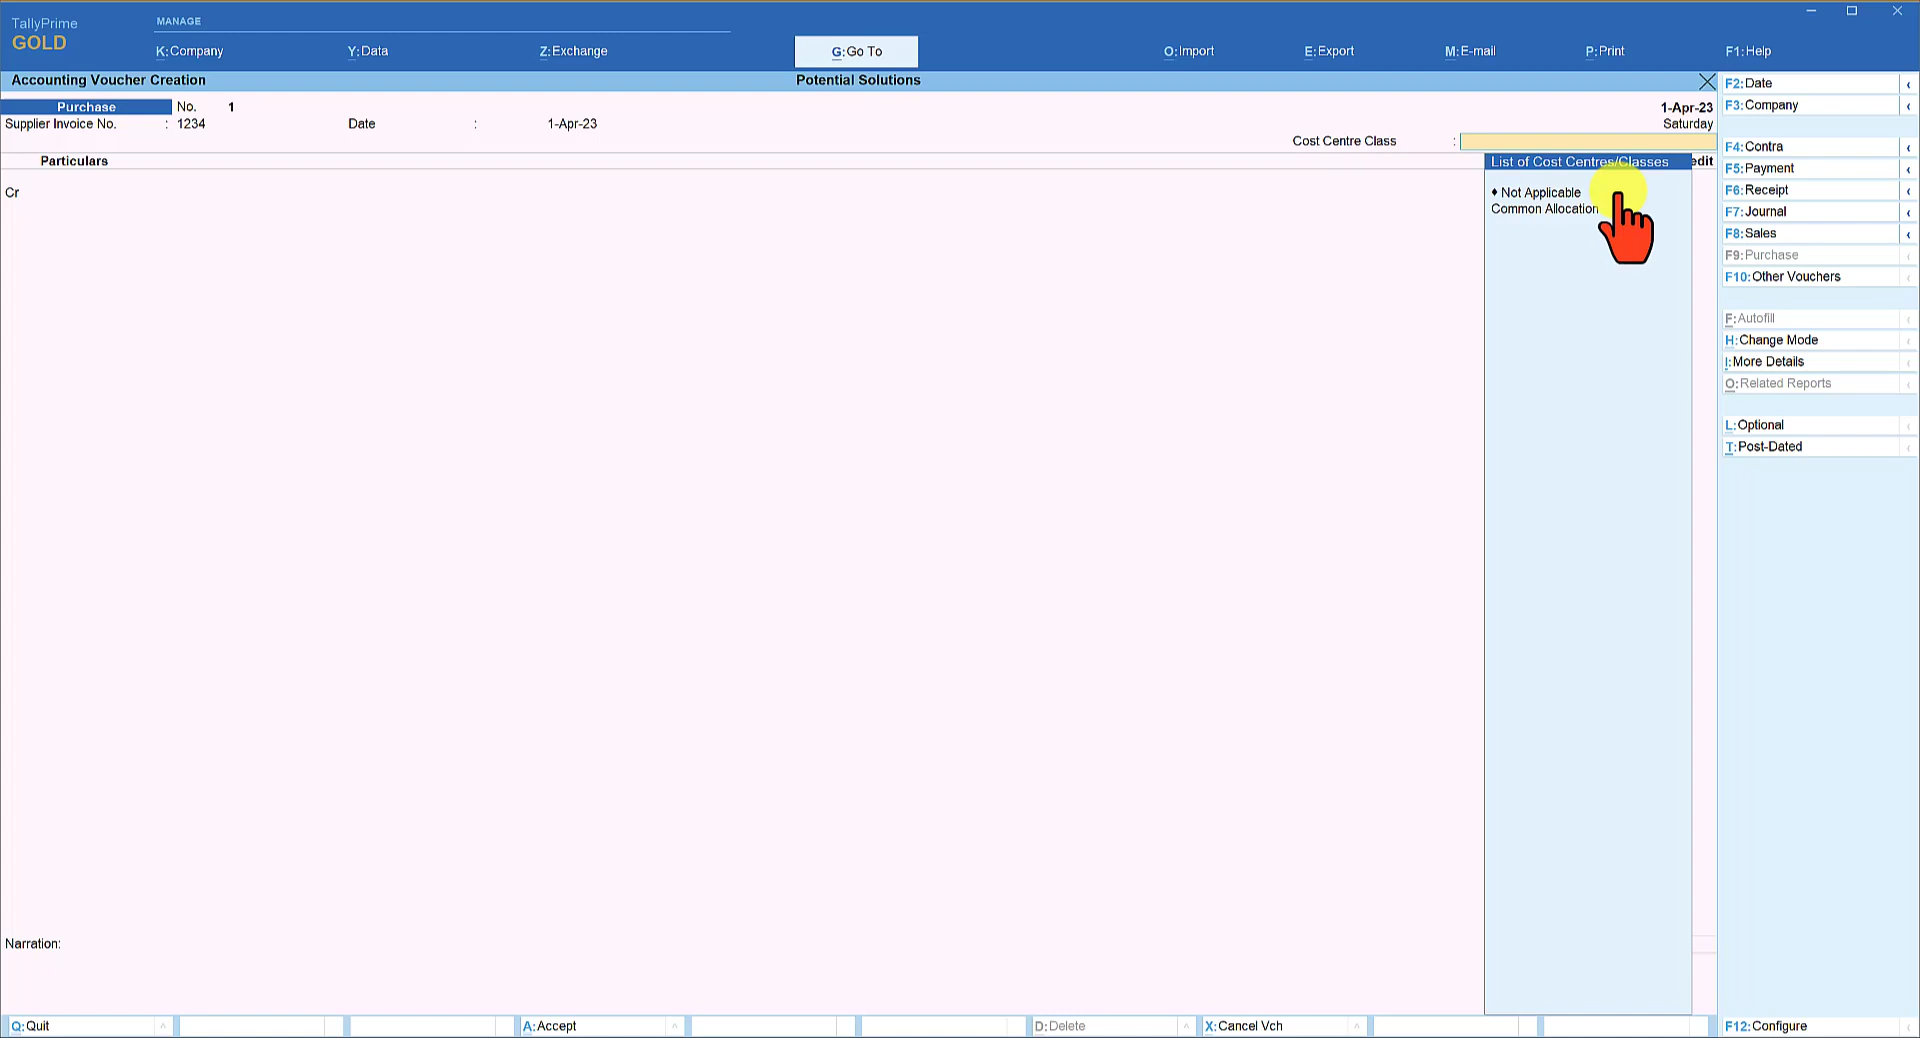 TallyPrime
GOLD
MANAGE
K:Company
Y:Data
Z:Exchange
G:Go To
O:Import
E:Export
M:E-mail
P:Print
F1:Help
Accounting Voucher Creation
Potential Solutions
Purchase No. 1
1-Apr-23
Supplier Invoice No. : 1234 Date : 1-Apr-23
Saturday
Cost Centre Class :
Particulars
List of Cost Centres/Classes
edit
Cr
♦ Not Applicable
Common Allocation
F2:Date
F3:Company
F4:Contra
F5:Payment
F6:Receipt
F7:Journal
F8:Sales
F9:Purchase
F10:Other Vouchers
F:Autofill
H:Change Mode
I:More Details
O:Related Reports
L:Optional
T:Post-Dated
Narration:
Q:Quit
A:Accept
D:Delete
X:Cancel Vch
F12:Configure